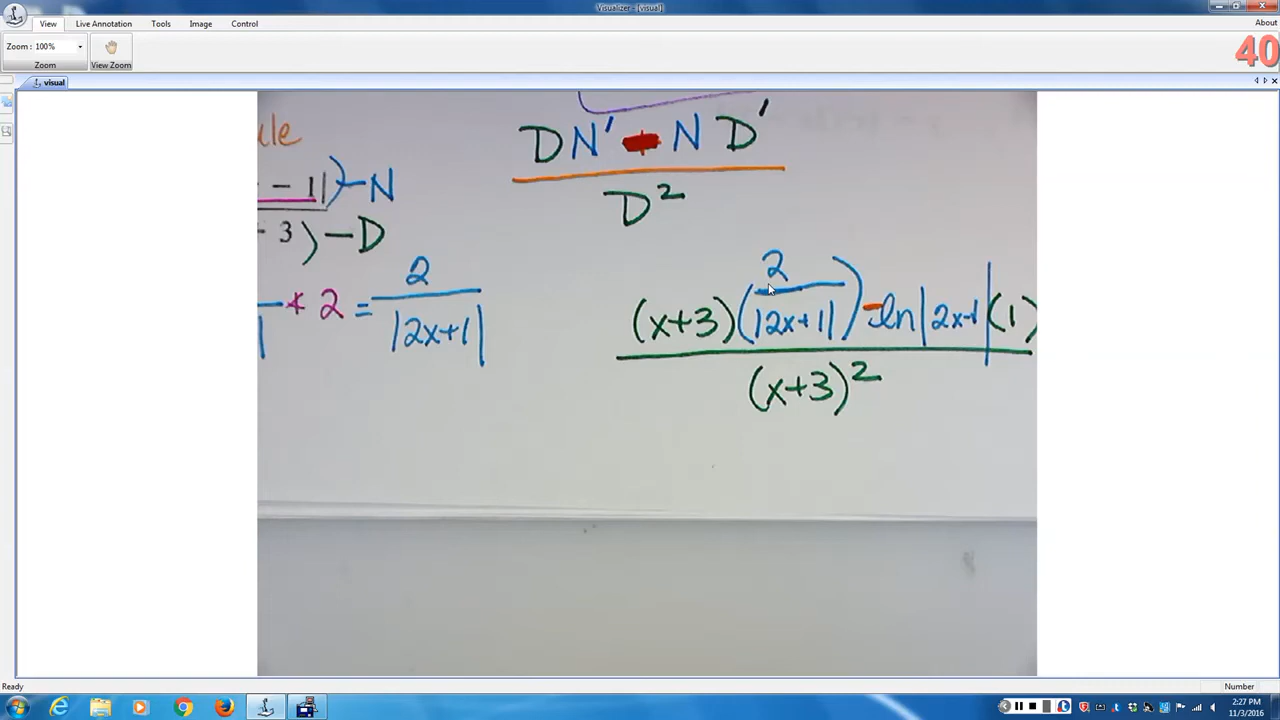 Visualizer - [visual]
View Live Annotation Tools Image Control About
Zoom : 100%
View Zoom
Zoom
40
visual
ule
- 1|) - N
- 3) - D
DN' - N D'
D²
* 2 = 2
|2x+1|
(x+3)(2/|2x+1|) - ln|2x-1|(1)
(x+3)²
Ready Number
2:27 PM
11/3/2016